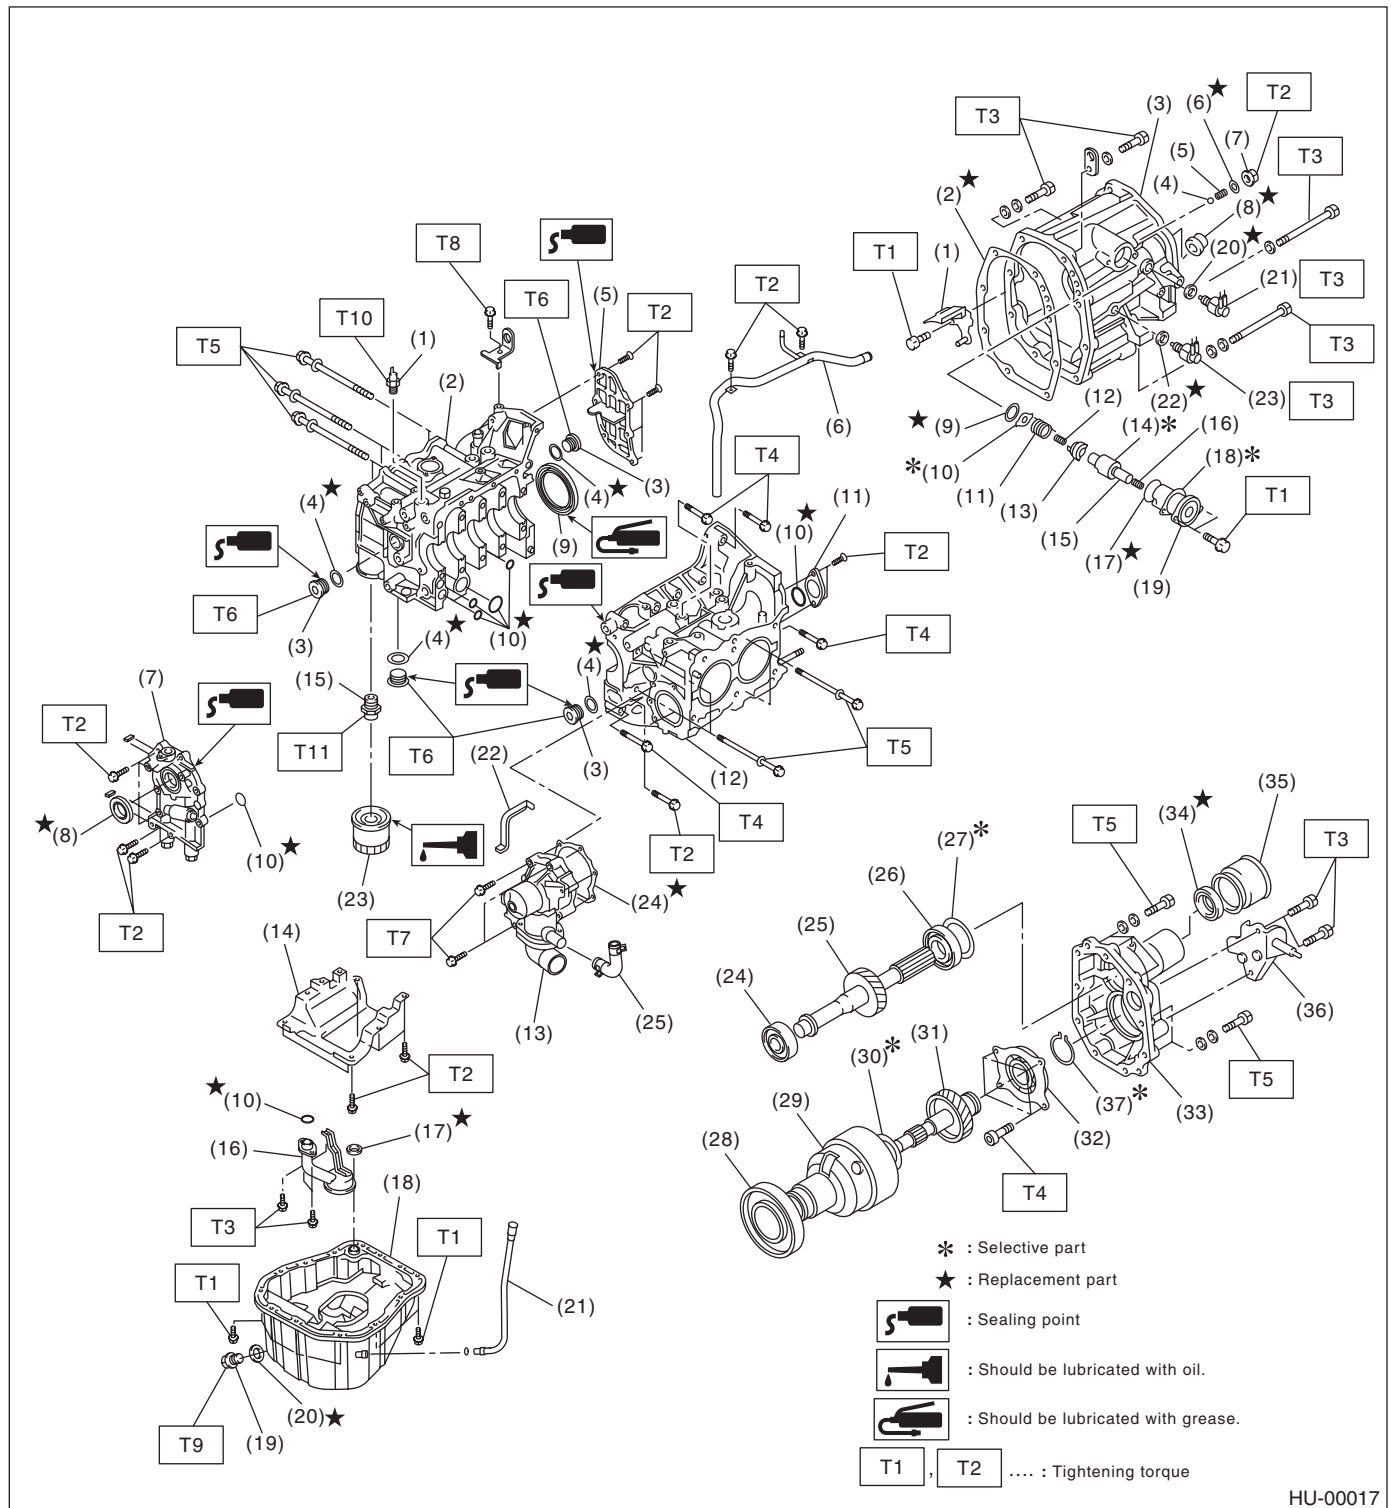 T3
(6)★
T2
(3)
(7)
(5)
T3
(4)
(2)★
(8)★
T8
T1
(1)
(20)★
T2
T6
(5)
T2
(21)
T3
T10
(1)
T5
(2)
T3
(6)
(22)★
(23)
T3
★(9)
(12)
(14)*
(16)
T4
*(10)
(18)*
(4)★
(4)★
(3)
(11)
(11)
(13)
T1
(10)★
(15)
(17)★
(9)
T2
(19)
T6
(3)
(10)★
T4
(4)★
(4)★
(7)
(15)
T2
T11
T6
(22)
(3)
(12)
T5
★(8)
(10)★
T4
T2
(35)
(34)★
T5
T3
(27)*
(23)
(24)★
(26)
T2
T7
(14)
(25)
(24)
(13)
(25)
(36)
(31)
(30)*
T2
T5
★(10)
(37)*
(33)
(17)★
(29)
(32)
(16)
(28)
(18)
T4
T3
T1
* : Selective part
T1
★ : Replacement part
(21)
: Sealing point
: Should be lubricated with oil.
(20)★
: Should be lubricated with grease.
T9
(19)
T1 , T2 .... : Tightening torque
HU-00017